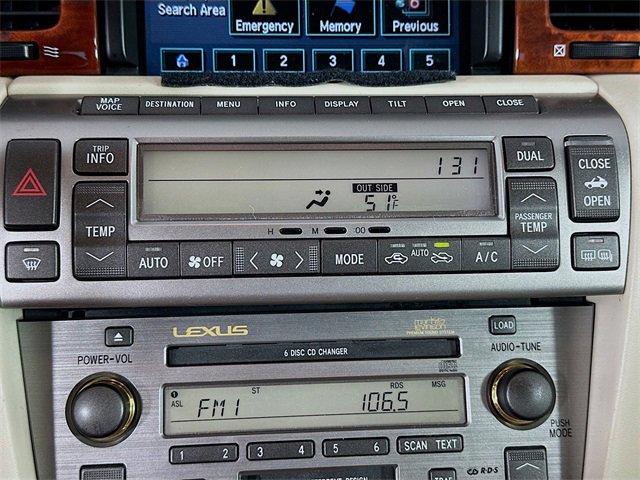 Search Area
Emergency Memory Previous
1 2 3 4 5
MAP VOICE DESTINATION MENU INFO DISPLAY TILT OPEN CLOSE
TRIP INFO
131
DUAL
CLOSE
OPEN
OUT SIDE
51°F
TEMP
PASSENGER TEMP
H M :00
AUTO OFF MODE AUTO A/C
LEXUS
Mark Levinson
PREMIUM SOUND SYSTEM
LOAD
POWER-VOL
6 DISC CD CHANGER
AUDIO-TUNE
ST RDS MSG
1
ASL FM1 106.5
PUSH MODE
1 2 3 4 5 6 SCAN TEXT
R·D·S